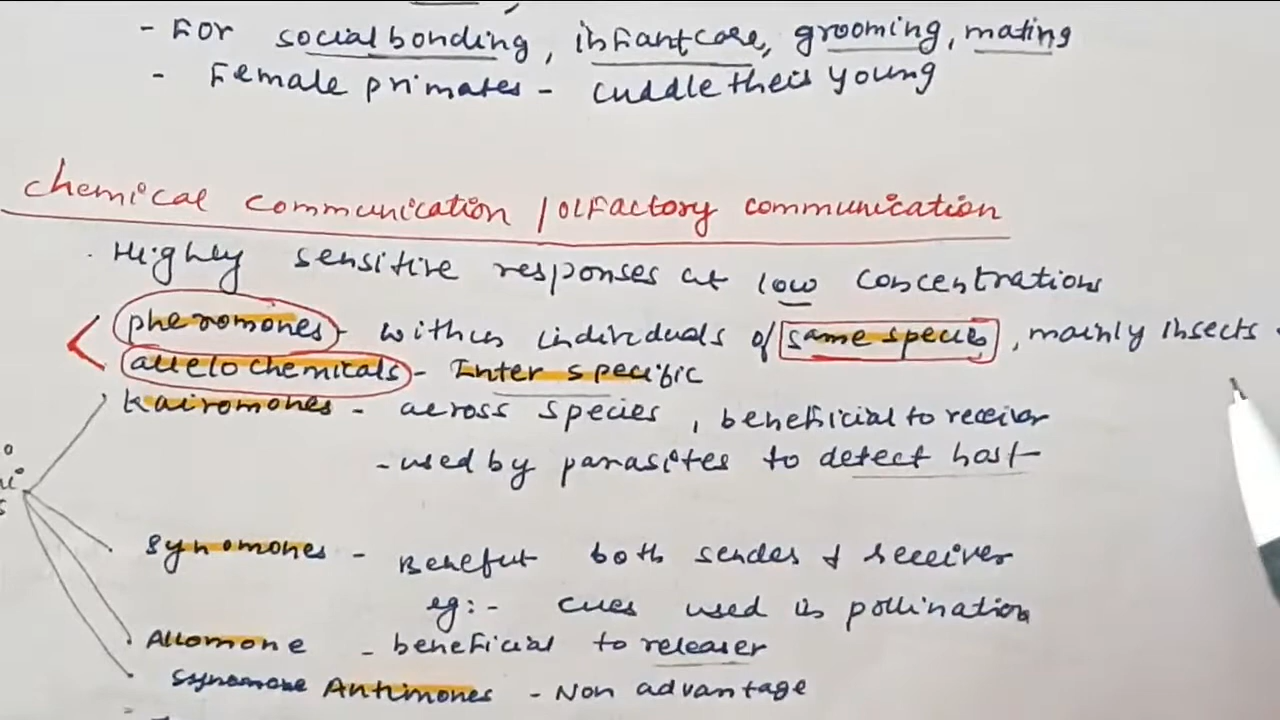 - For social bonding, infant care, grooming, mating
- Female primates - cuddle their young
chemical communication / olfactory communication
. Highly sensitive responses at low concentrations
pheromones - within individuals of same species, mainly insects.
allelochemicals - Inter specific
Kairomones - across species, beneficial to receiver
- used by parasites to detect host
Synomones - Benefit both sender & receiver
eg:- cues used in pollination
Allomone - beneficial to releaser
Synomone Antimones - Non advantage